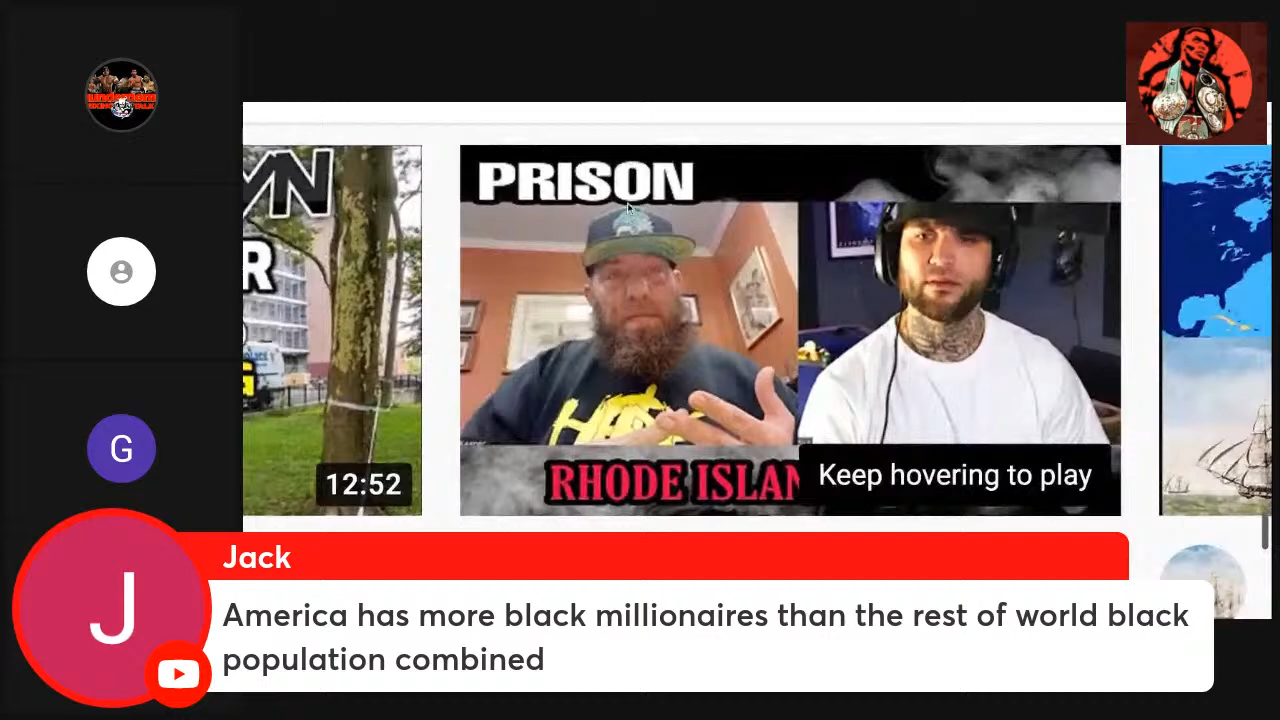 PRISON
R
12:52
RHODE ISLAN
Keep hovering to play
G
J
Jack
America has more black millionaires than the rest of world black
population combined